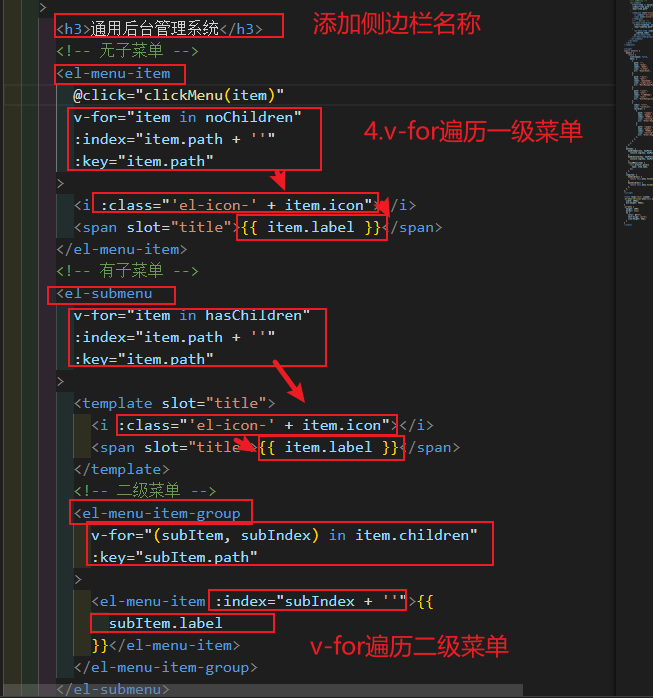 >
<h3>通用后台管理系统</h3>
添加侧边栏名称
<!-- 无子菜单 -->
<el-menu-item
@click="clickMenu(item)"
v-for="item in noChildren"
4.v-for遍历一级菜单
:index="item.path + ''"
:key="item.path"
>
<i :class="'el-icon-' + item.icon"></i>
<span slot="title">{{ item.label }}</span>
</el-menu-item>
<!-- 有子菜单 -->
<el-submenu
v-for="item in hasChildren"
:index="item.path + ''"
:key="item.path"
>
<template slot="title">
<i :class="'el-icon-' + item.icon"></i>
<span slot="title">{{ item.label }}</span>
</template>
<!-- 二级菜单 -->
<el-menu-item-group
v-for="(subItem, subIndex) in item.children"
:key="subItem.path"
>
<el-menu-item :index="subIndex + ''">{{
subItem.label
}}</el-menu-item>
v-for遍历二级菜单
</el-menu-item-group>
</el-submenu>